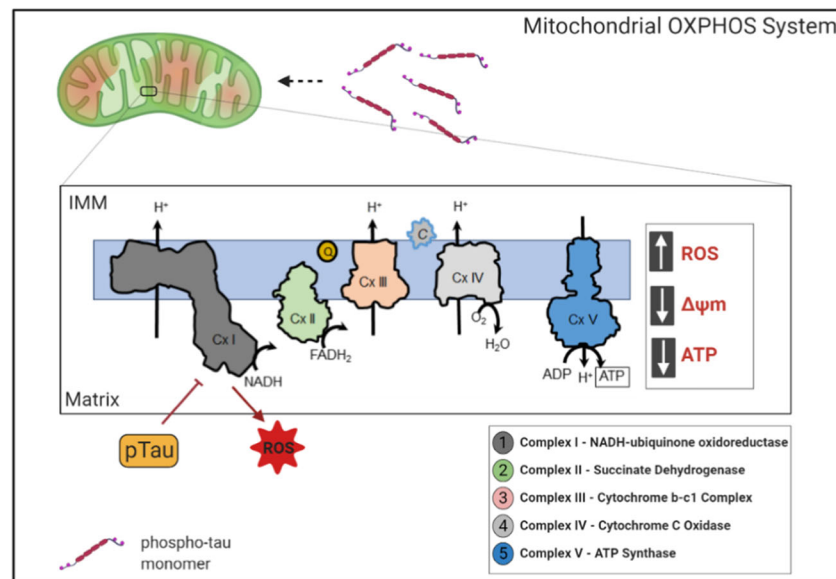 Mitochondrial OXPHOS System
IMM
H⁺
H⁺
H⁺
C
Q
Cx I
Cx II
Cx III
Cx IV
Cx V
NADH
FADH₂
O₂
H₂O
ADP
H⁺
ATP
Matrix
ROS
Δψm
ATP
pTau
ROS
phospho-tau
monomer
1 Complex I - NADH-ubiquinone oxidoreductase
2 Complex II - Succinate Dehydrogenase
3 Complex III - Cytochrome b-c1 Complex
4 Complex IV - Cytochrome C Oxidase
5 Complex V - ATP Synthase